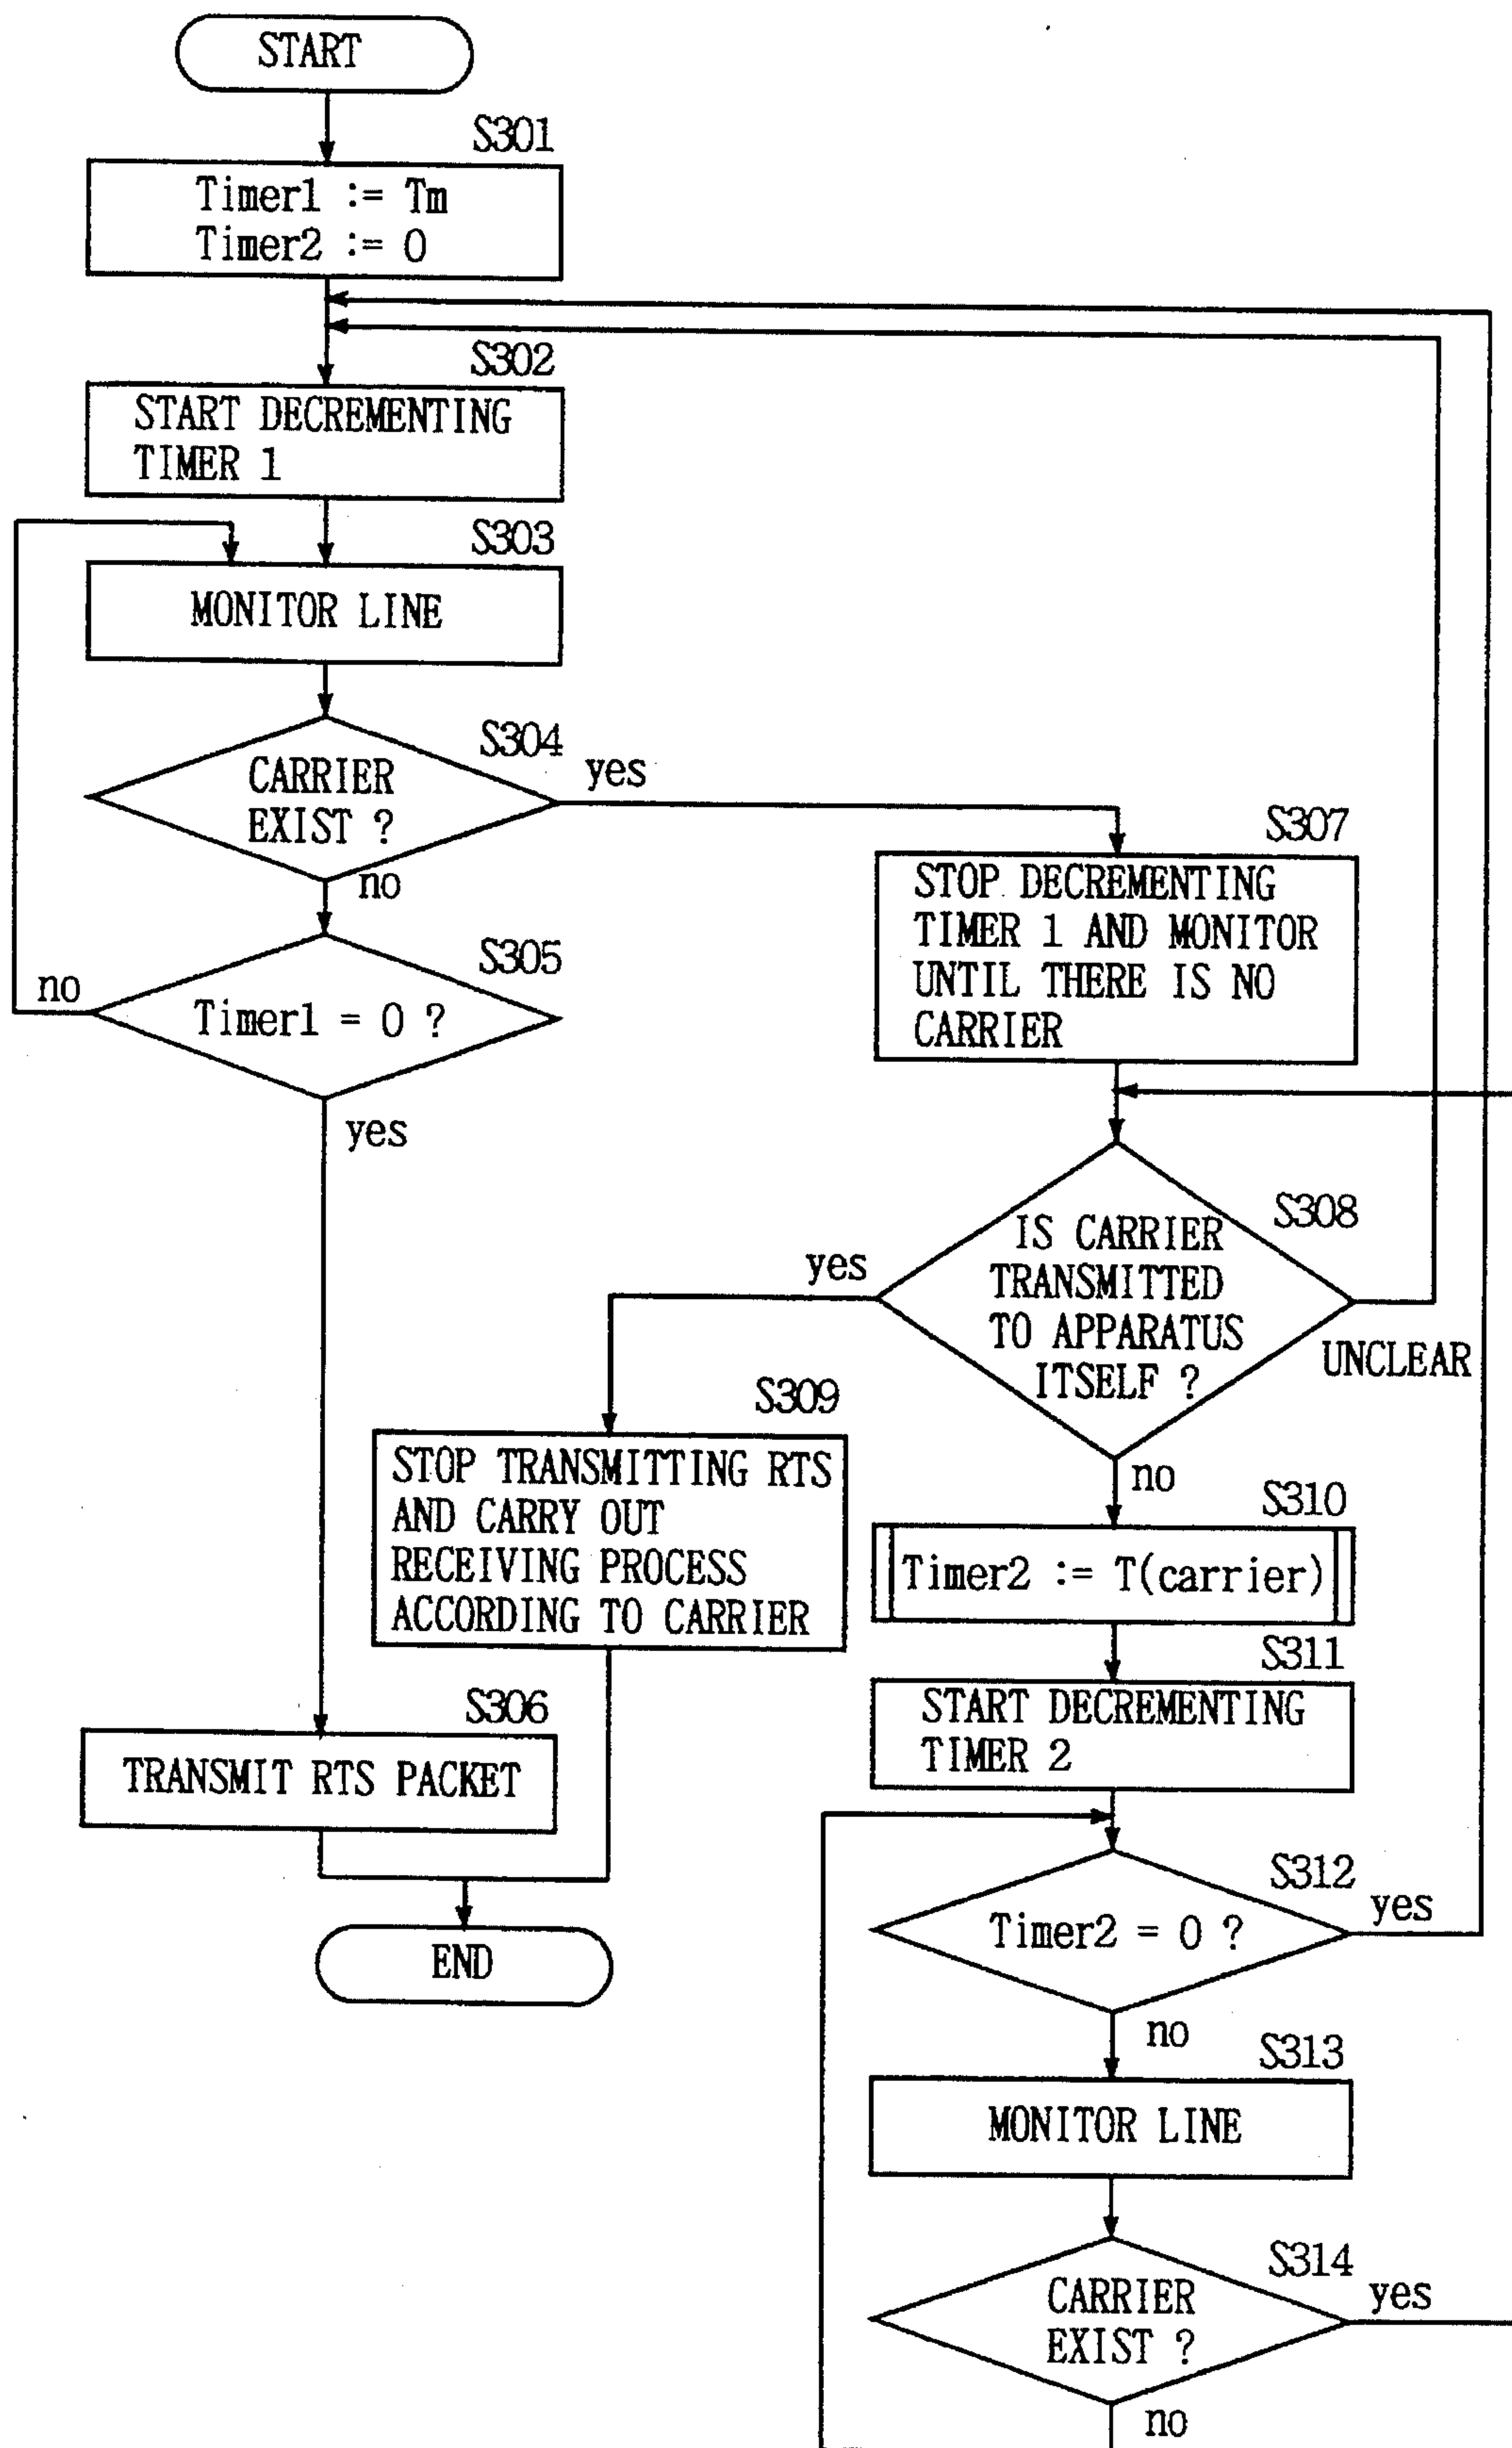 START
S301
Timer1 := Tm
Timer2 := 0
S302
START DECREMENTING
TIMER 1
S303
MONITOR LINE
S304
CARRIER
EXIST ?
yes
no
S305
Timer1 = 0 ?
no
yes
S307
STOP DECREMENTING
TIMER 1 AND MONITOR
UNTIL THERE IS NO
CARRIER
S308
IS CARRIER
TRANSMITTED
TO APPARATUS
ITSELF ?
yes
UNCLEAR
no
S309
STOP TRANSMITTING RTS
AND CARRY OUT
RECEIVING PROCESS
ACCORDING TO CARRIER
S310
Timer2 := T(carrier)
S311
START DECREMENTING
TIMER 2
S306
TRANSMIT RTS PACKET
END
S312
Timer2 = 0 ?
yes
no
S313
MONITOR LINE
S314
CARRIER
EXIST ?
yes
no